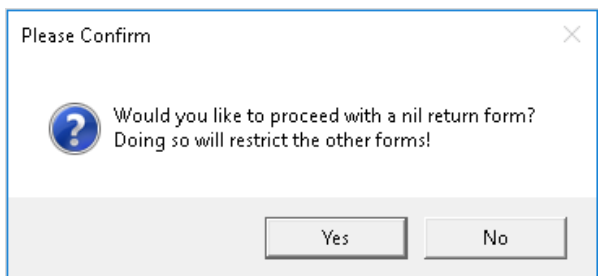 Please Confirm
Would you like to proceed with a nil return form?
Doing so will restrict the other forms!
Yes
No